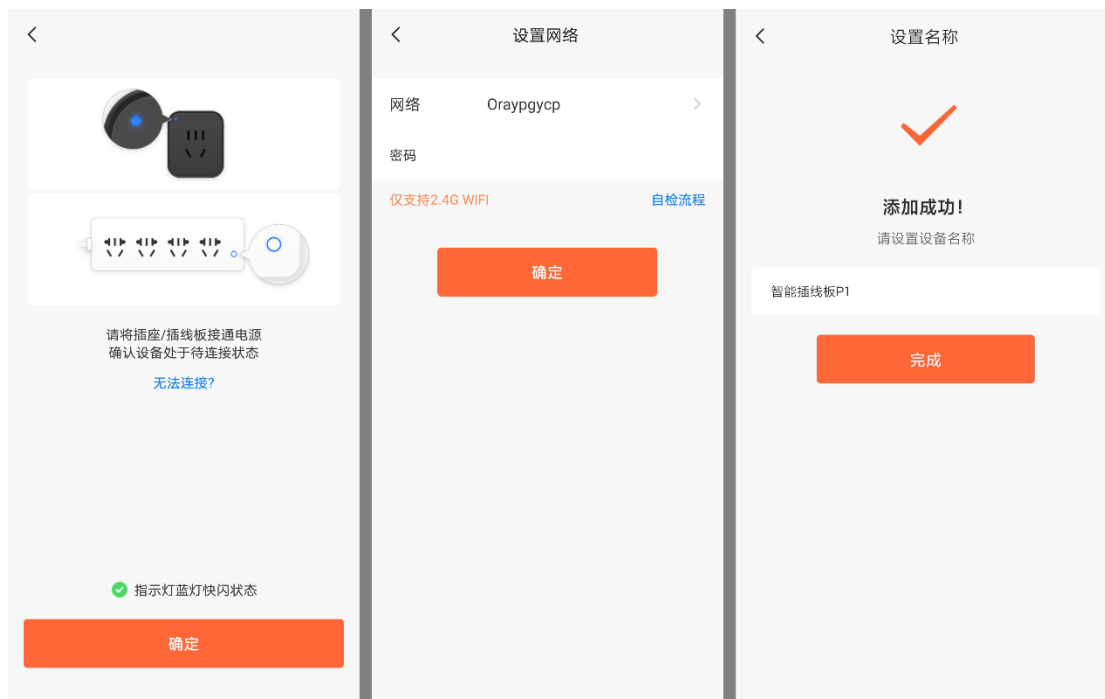 请将插座/插线板接通电源
确认设备处于待连接状态
无法连接?
指示灯蓝灯快闪状态
确定
设置网络
网络 Oraypgycp
密码
仅支持2.4G WIFI 自检流程
确定
设置名称
添加成功!
请设置设备名称
智能插线板P1
完成